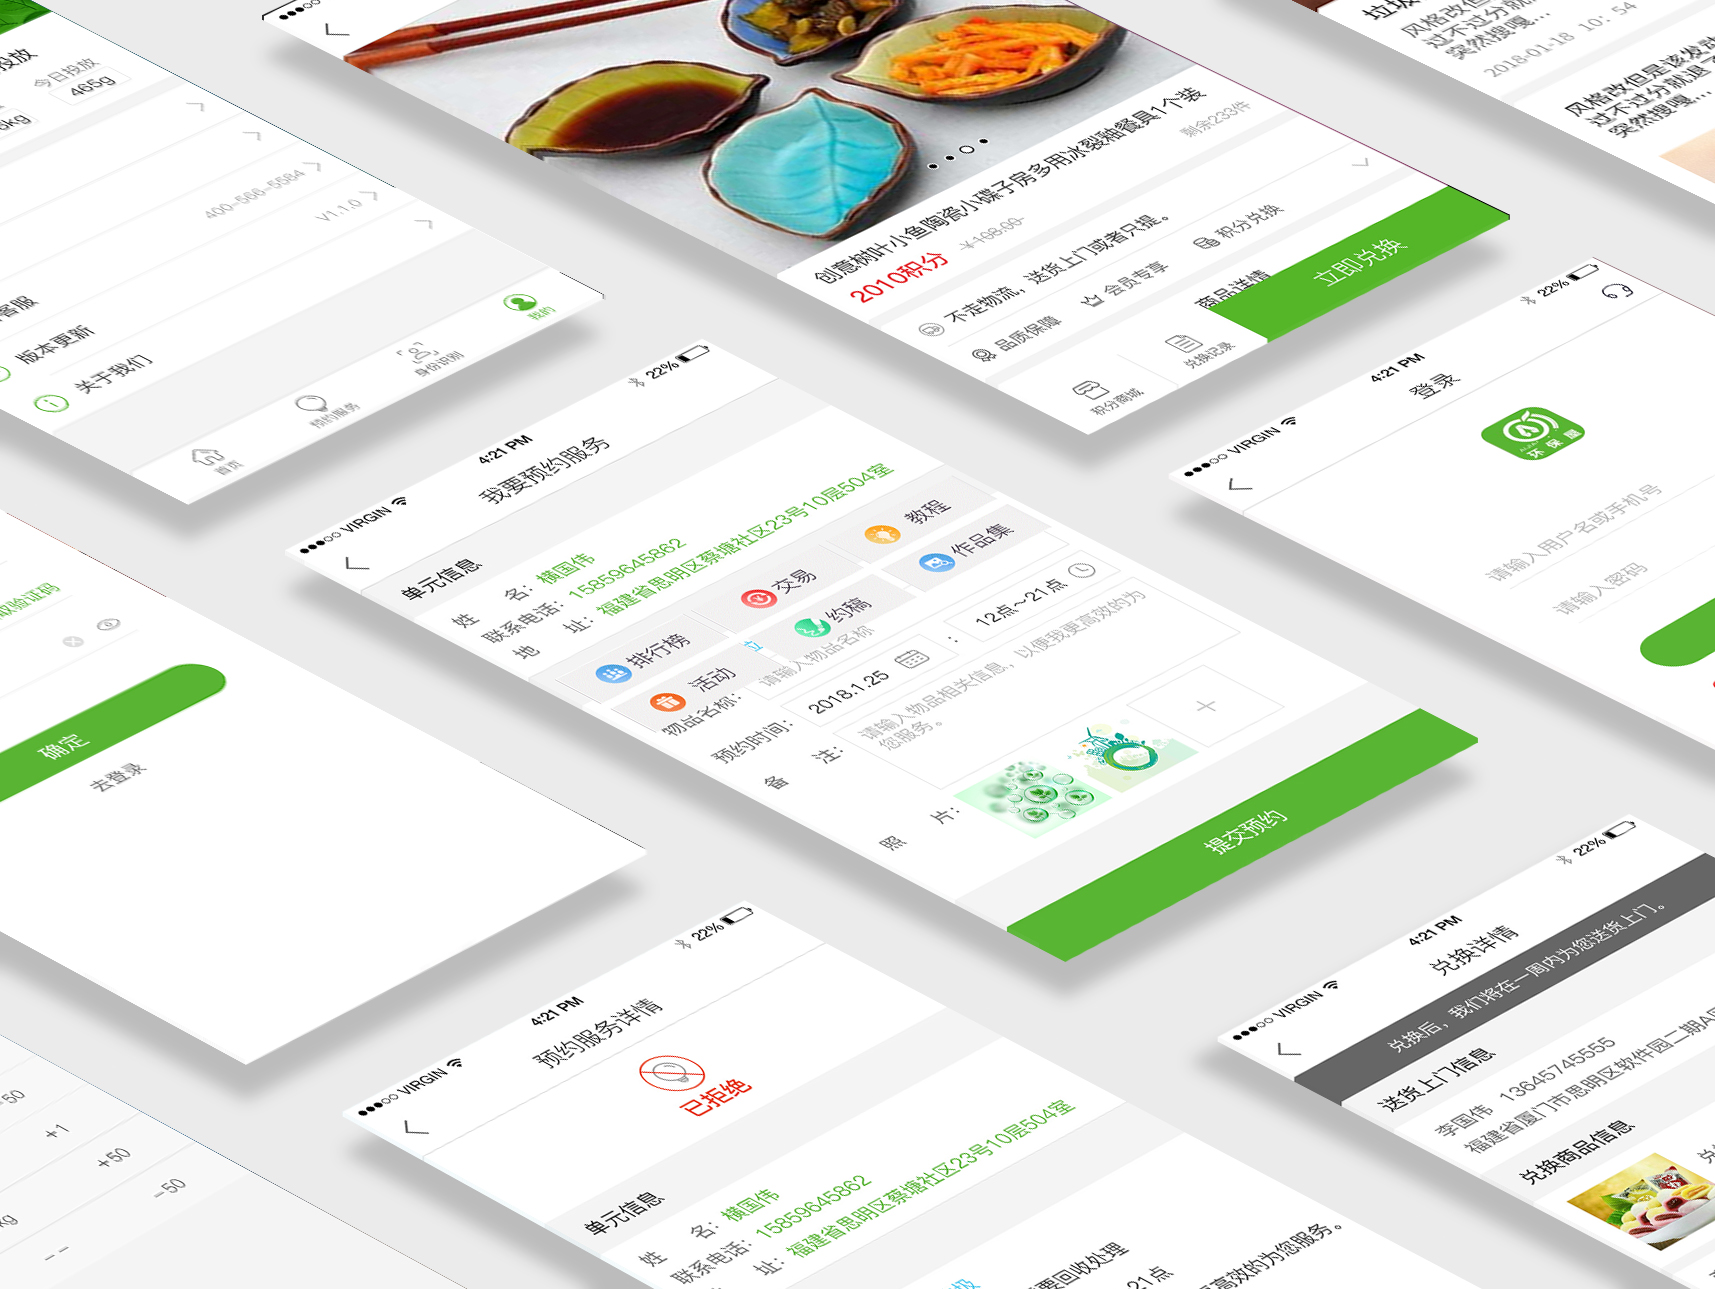 投放
今日投放
465g
400-566-5584
V1.1.0
客服
版本更新
关于我们
首页
预约服务
身份识别
我的
创意树叶小鱼陶瓷小碟子房多用冰裂釉餐具1个装
剩余233件
2010积分
¥198.00
不走物流，送货上门或者只提。
品质保障
会员专享
积分兑换
商品详情
积分商城
兑换记录
立即兑换
垃圾
风格改但
过不过分就
突然搜嘎...
2018-01-18 10:54
风格改但是该发动
过不过分就退了
突然搜嘎...
取验证码
确定
去登录
VIRGIN
4:21 PM
22%
我要预约服务
单元信息
姓 名：横国伟
联系电话：15859645862
地 址：福建省思明区蔡塘社区23号10层504室
排行榜
交易
教程
活动
约稿
作品集
立
物品名称：
请输入物品名称
预约时间：
2018.1.25
:
12点~21点
备 注：
请输入物品相关信息，以便我更高效的为
您服务。
照 片：
提交预约
VIRGIN
4:21 PM
22%
登录
环保屋
请输入用户名或手机号
请输入密码
VIRGIN
4:21 PM
22%
预约服务详情
已拒绝
单元信息
姓 名：横国伟
联系电话：15859645862
址：福建省思明区蔡塘社区23号10层504室
要回收处理
21点
高效的为您服务。
VIRGIN
4:21 PM
22%
兑换详情
兑换后，我们将在一周内为您送货上门。
送货上门信息
李国伟 13645745555
福建省厦门市思明区软件园二期A
兑换商品信息
-50
+1
+50
-50
kg
--